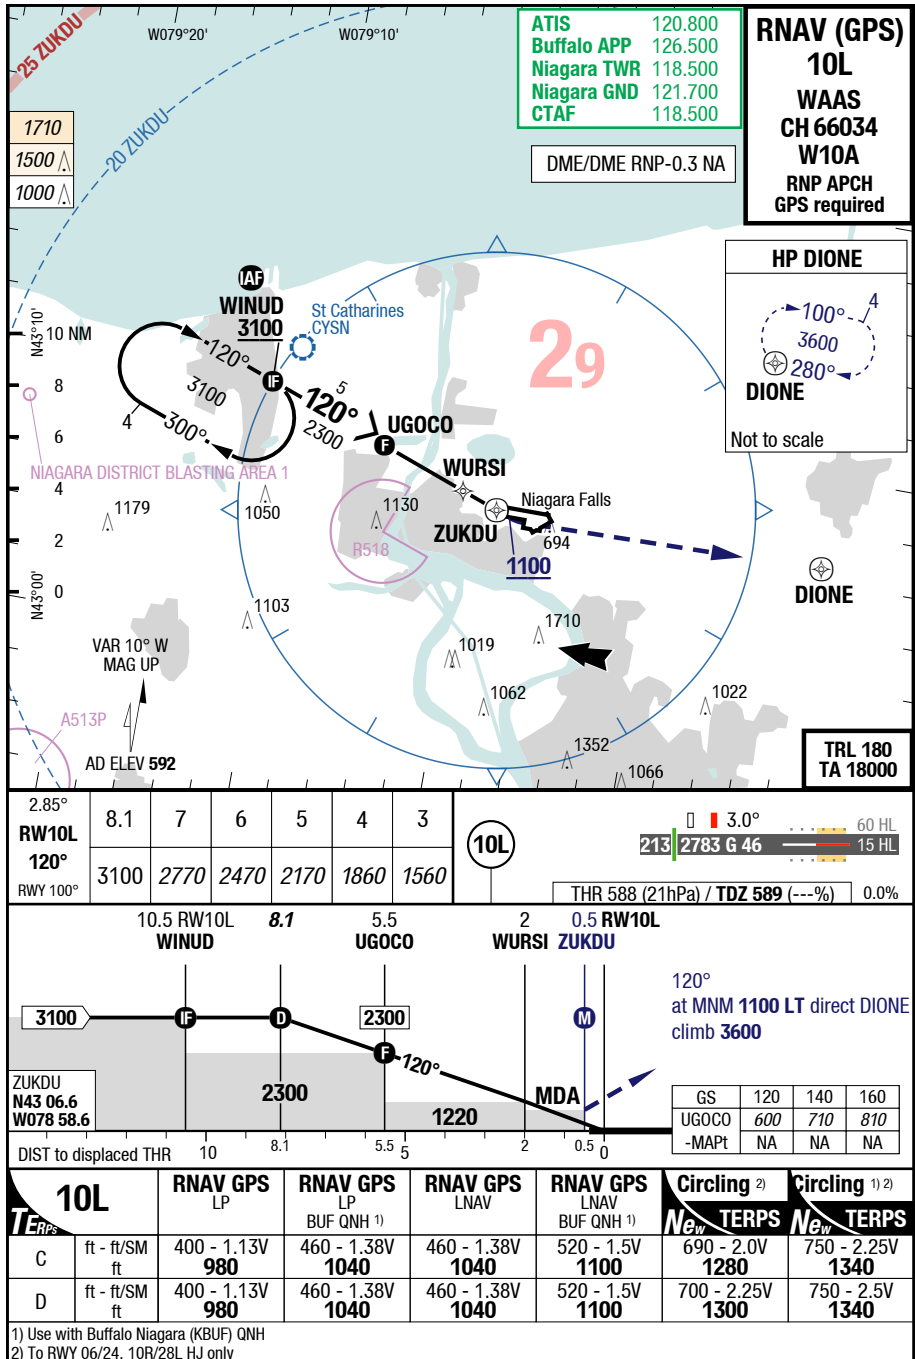 W079°20'
W079°10'
25 ZUKDU
20 ZUKDU
1710
1500
1000
ATIS 120.800
Buffalo APP 126.500
Niagara TWR 118.500
Niagara GND 121.700
CTAF 118.500
DME/DME RNP-0.3 NA
RNAV (GPS)
10L
WAAS
CH 66034
W10A
RNP APCH
GPS required
HP DIONE
100°
4
3600
280°
DIONE
Not to scale
IAF
WINUD
3100
St Catharines
CYSN
N43°10'
10 NM
8
6
4
2
0
N43°00'
120°
3100
IF
4
300°
5
120°
2300
UGOCO
F
29
WURSI
Niagara Falls
ZUKDU
694
1100
NIAGARA DISTRICT BLASTING AREA 1
1179
1050
1130
R518
DIONE
1103
1710
1019
1062
1022
1352
1066
VAR 10° W
MAG UP
A513P
AD ELEV 592
TRL 180
TA 18000
2.85°
RW10L
120°
RWY 100°
8.1 7 6 5 4 3
3100 2770 2470 2170 1860 1560
10L
3.0°
60 HL
213 2783 G 46
15 HL
THR 588 (21hPa) / TDZ 589 (---%)
0.0%
10.5 RW10L 8.1 5.5 2 0.5 RW10L
WINUD UGOCO WURSI ZUKDU
3100
IF
D
2300
F
120°
M
120°
at MNM 1100 LT direct DIONE
climb 3600
ZUKDU
N43 06.6
W078 58.6
2300
1220
MDA
GS 120 140 160
UGOCO 600 710 810
-MAPt NA NA NA
DIST to displaced THR 10 8.1 5.5 5 2 0.5 0
TERPs
10L
RNAV GPS
LP
RNAV GPS
LP
BUF QNH 1)
RNAV GPS
LNAV
RNAV GPS
LNAV
BUF QNH 1)
Circling 2)
New TERPS
Circling 1) 2)
New TERPS
C ft - ft/SM 400 - 1.13V 460 - 1.38V 460 - 1.38V 520 - 1.5V 690 - 2.0V 750 - 2.25V
ft 980 1040 1040 1100 1280 1340
D ft - ft/SM 400 - 1.13V 460 - 1.38V 460 - 1.38V 520 - 1.5V 700 - 2.25V 750 - 2.5V
ft 980 1040 1040 1100 1300 1340
1) Use with Buffalo Niagara (KBUF) QNH
2) To RWY 06/24, 10R/28L HJ only